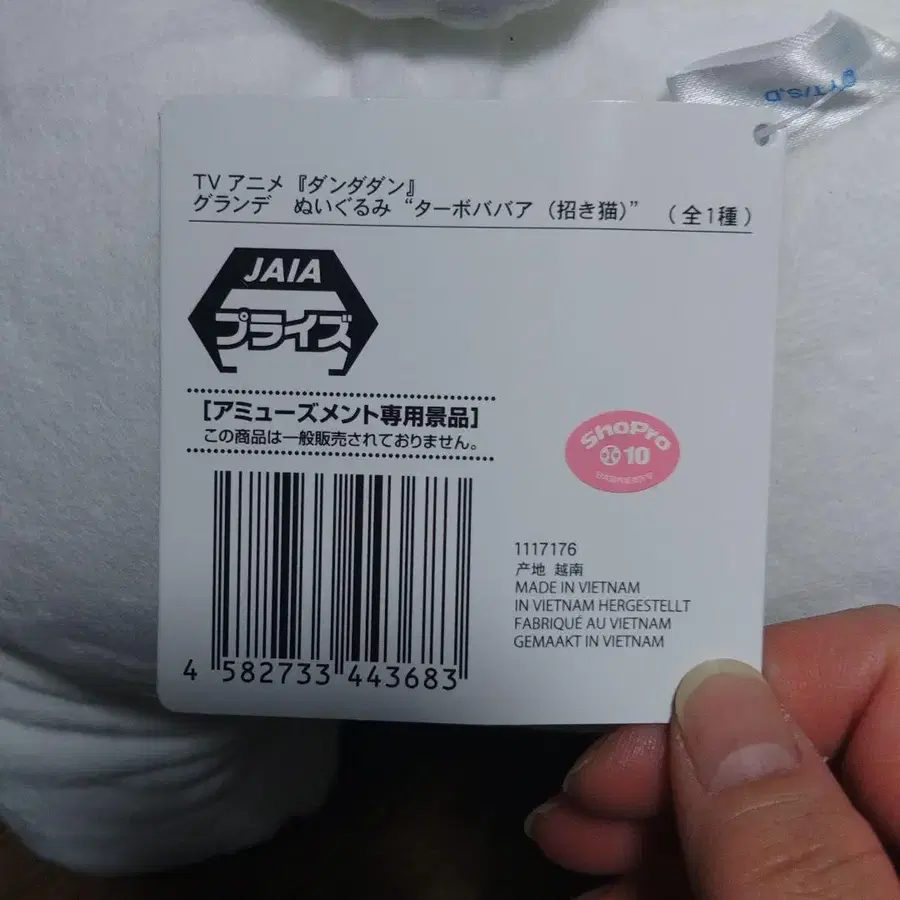 TV アニメ『ダンダダン』
グランデ ぬいぐるみ “ターボババア（招き猫）” （全1種）
JAIA
プライズ
[アミューズメント専用景品]
この商品は一般販売されておりません。
4 582733 443683
ShoPro
10
1117176
产地 越南
MADE IN VIETNAM
IN VIETNAM HERGESTELLT
FABRIQUÉ AU VIETNAM
GEMAAKT IN VIETNAM